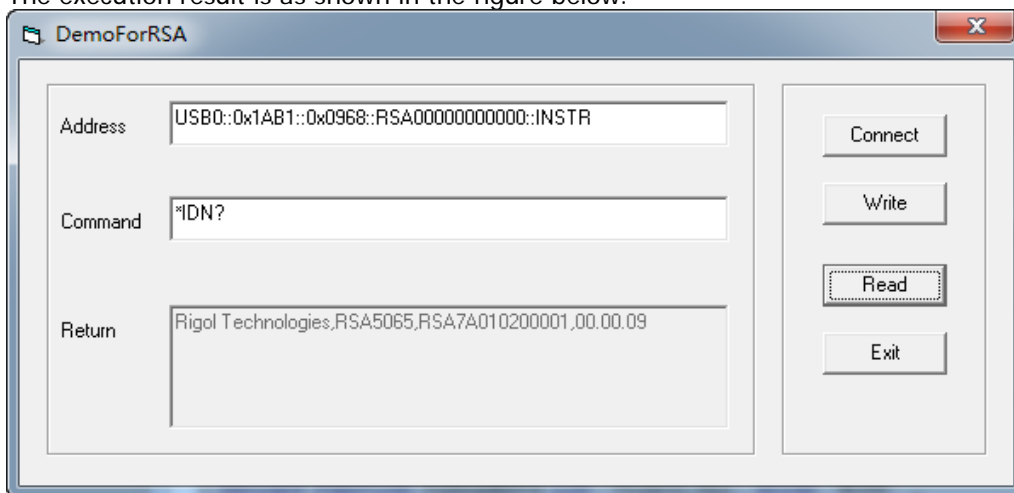 The execution result is as shown in the figure below.
DemoForRSA
Address
USB0::0x1AB1::0x0968::RSA00000000000::INSTR
Connect
Command
*IDN?
Write
Read
Return
Rigol Technologies,RSA5065,RSA7A010200001,00.00.09
Exit